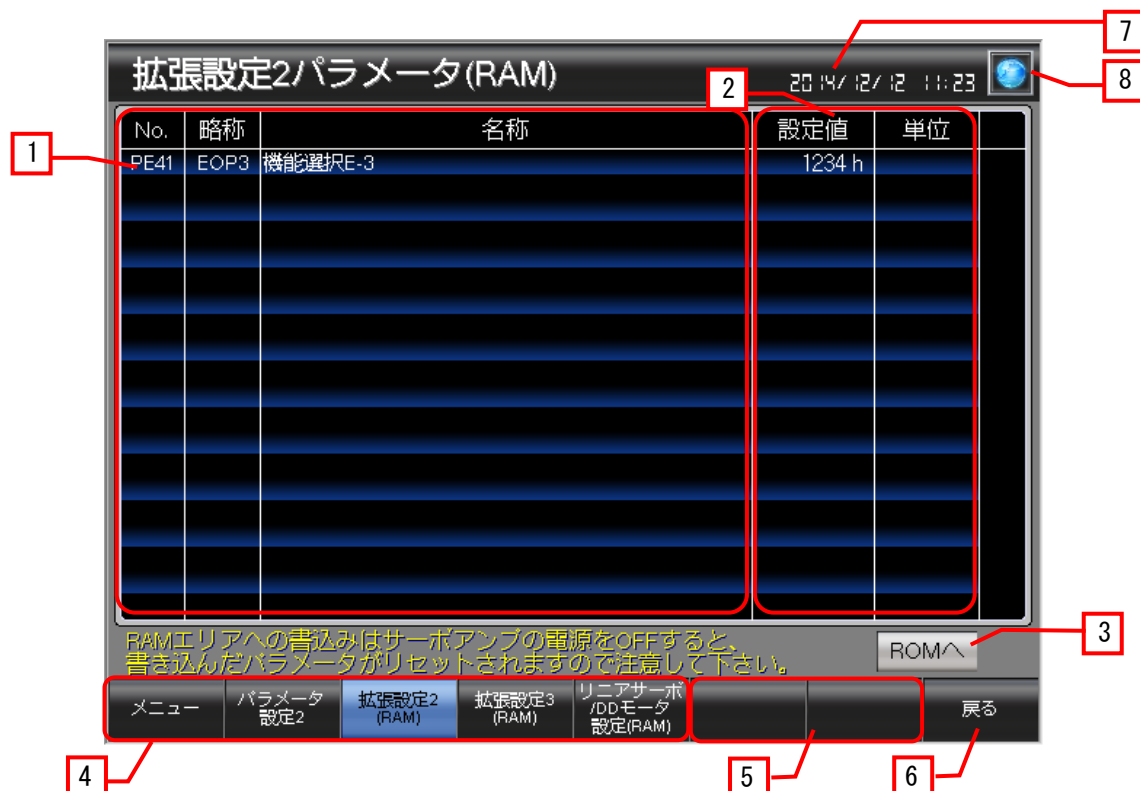 7
拡張設定2パラメータ(RAM)
2
2014/12/12 11:23
8
No. 略称 名称 設定値 単位
1
PE41 EOP3 機能選択E-3 1234 h
3
RAMエリアへの書込みはサーボアンプの電源をOFFすると、
書き込んだパラメータがリセットされますので注意して下さい。
ROMへ
メニュー
パラメータ
設定2
拡張設定2
(RAM)
拡張設定3
(RAM)
リニアサーボ
/DDモータ
設定(RAM)
戻る
4
5
6